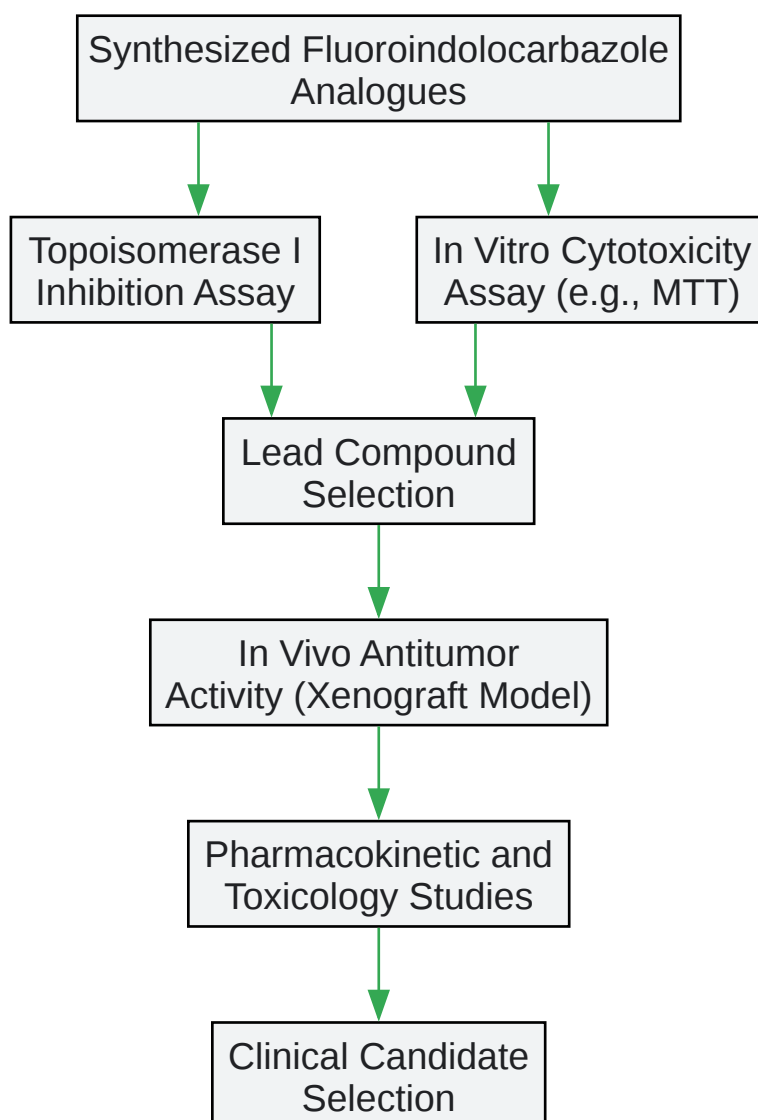 Synthesized Fluoroindolocarbazole
Analogues
Topoisomerase I
Inhibition Assay
In Vitro Cytotoxicity
Assay (e.g., MTT)
Lead Compound
Selection
In Vivo Antitumor
Activity (Xenograft Model)
Pharmacokinetic and
Toxicology Studies
Clinical Candidate
Selection